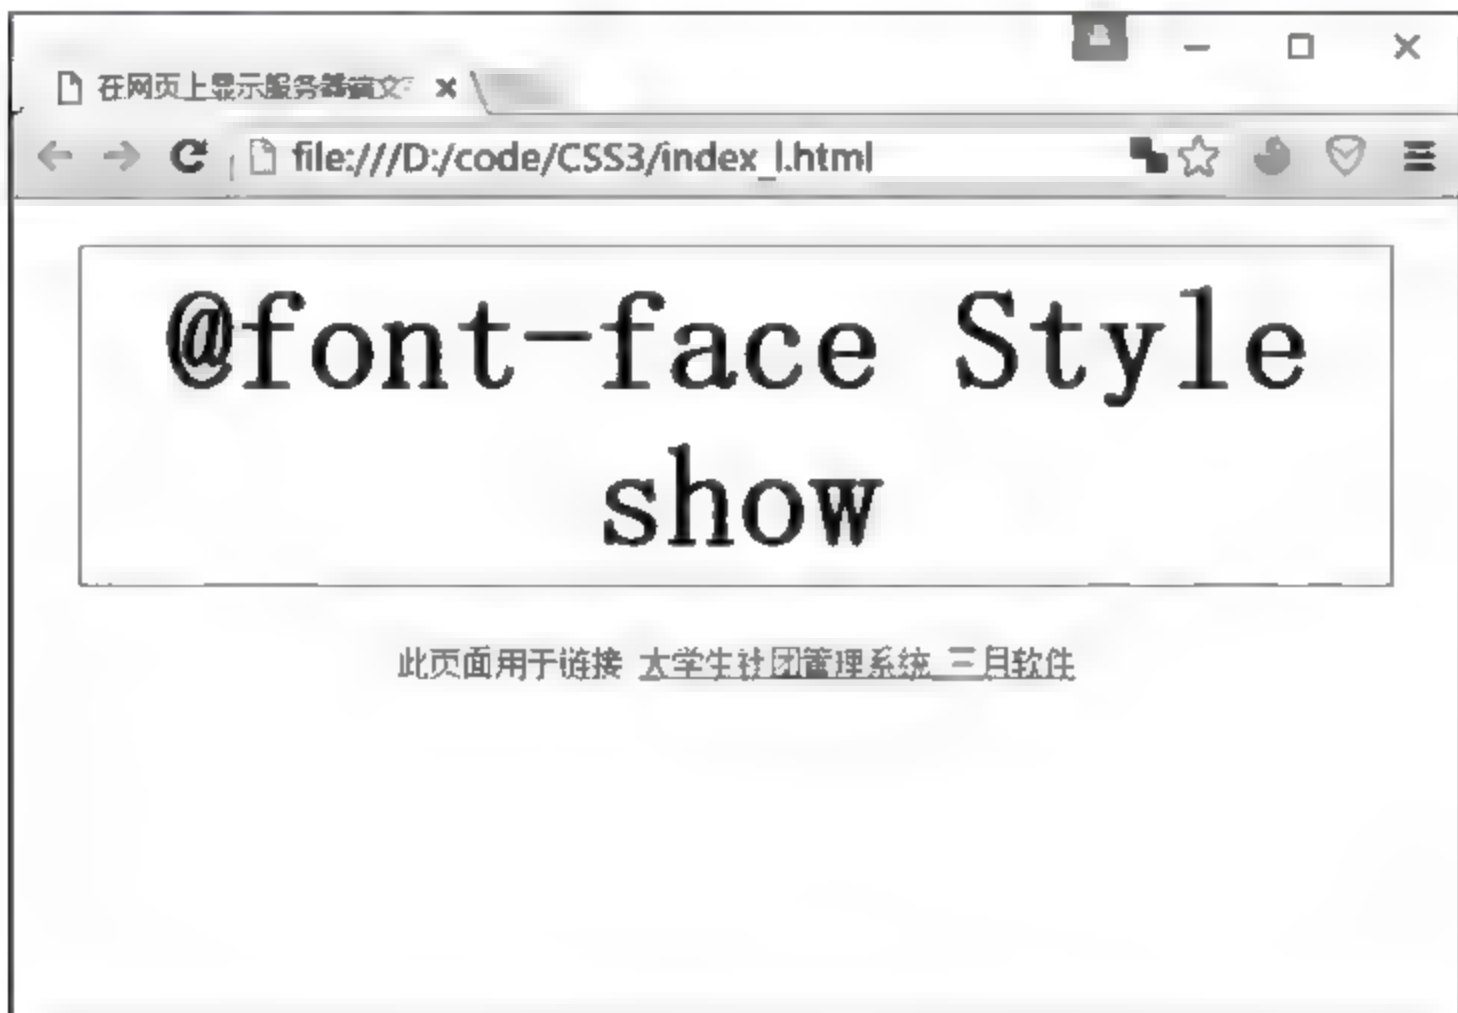 在网页上显示服务器端文
file:///D:/code/CSS3/index_l.html
@font-face Style
show
此页面用于链接 大学生社团管理系统_三月软件